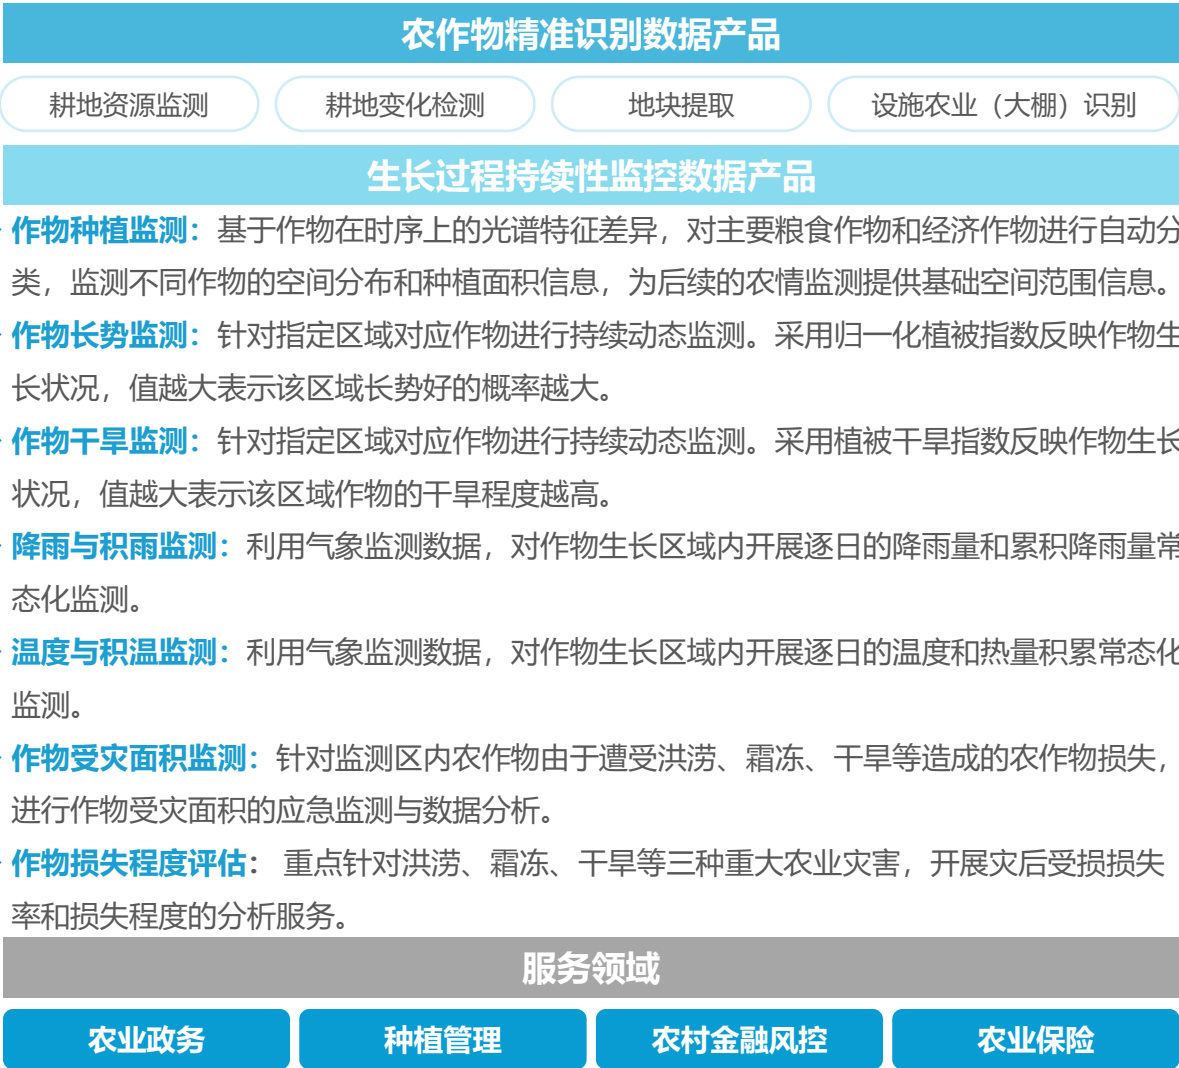 农作物精准识别数据产品
耕地资源监测 耕地变化检测 地块提取 设施农业（大棚）识别
生长过程持续性监控数据产品
作物种植监测：基于作物在时序上的光谱特征差异，对主要粮食作物和经济作物进行自动分
类，监测不同作物的空间分布和种植面积信息，为后续的农情监测提供基础空间范围信息。
作物长势监测：针对指定区域对应作物进行持续动态监测。采用归一化植被指数反映作物生
长状况，值越大表示该区域长势好的概率越大。
作物干旱监测：针对指定区域对应作物进行持续动态监测。采用植被干旱指数反映作物生长
状况，值越大表示该区域作物的干旱程度越高。
降雨与积雨监测：利用气象监测数据，对作物生长区域内开展逐日的降雨量和累积降雨量常
态化监测。
温度与积温监测：利用气象监测数据，对作物生长区域内开展逐日的温度和热量积累常态化
监测。
作物受灾面积监测：针对监测区内农作物由于遭受洪涝、霜冻、干旱等造成的农作物损失，
进行作物受灾面积的应急监测与数据分析。
作物损失程度评估： 重点针对洪涝、霜冻、干旱等三种重大农业灾害，开展灾后受损损失
率和损失程度的分析服务。
服务领域
农业政务 种植管理 农村金融风控 农业保险